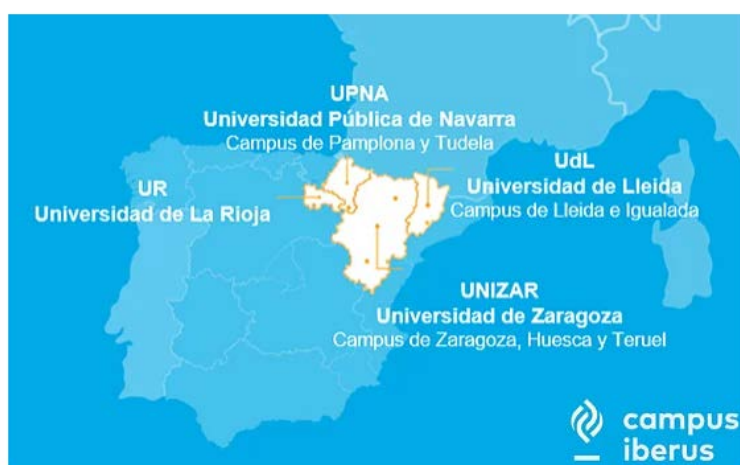 UPNA
Universidad Pública de Navarra
Campus de Pamplona y Tudela
UdL
Universidad de Lleida
Campus de Lleida e Igualada
UR
Universidad de La Rioja
UNIZAR
Universidad de Zaragoza
Campus de Zaragoza, Huesca y Teruel
campus
iberus